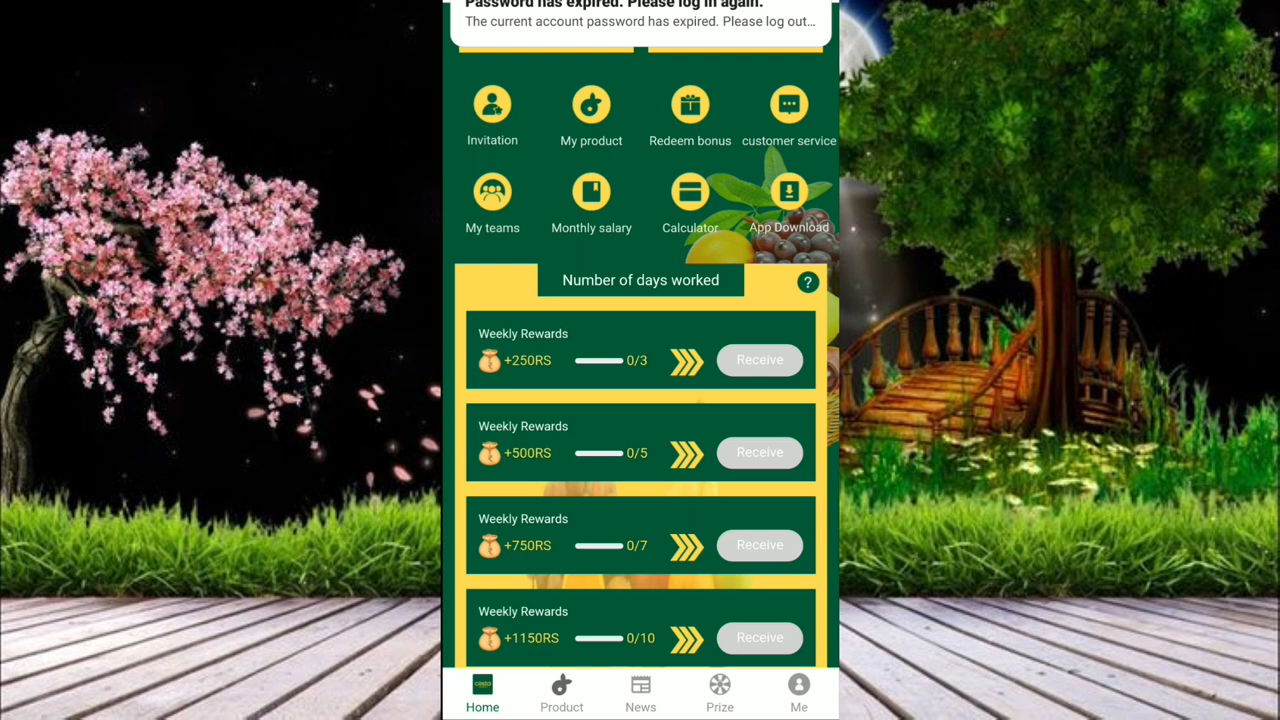 Password has expired. Please log in again.
The current account password has expired. Please log out...
Invitation
My product
Redeem bonus
customer service
My teams
Monthly salary
Calculator
App Download
Number of days worked
?
Weekly Rewards
+250RS 0/3 Receive
Weekly Rewards
+500RS 0/5 Receive
Weekly Rewards
+750RS 0/7 Receive
Weekly Rewards
+1150RS 0/10 Receive
Home
Product
News
Prize
Me